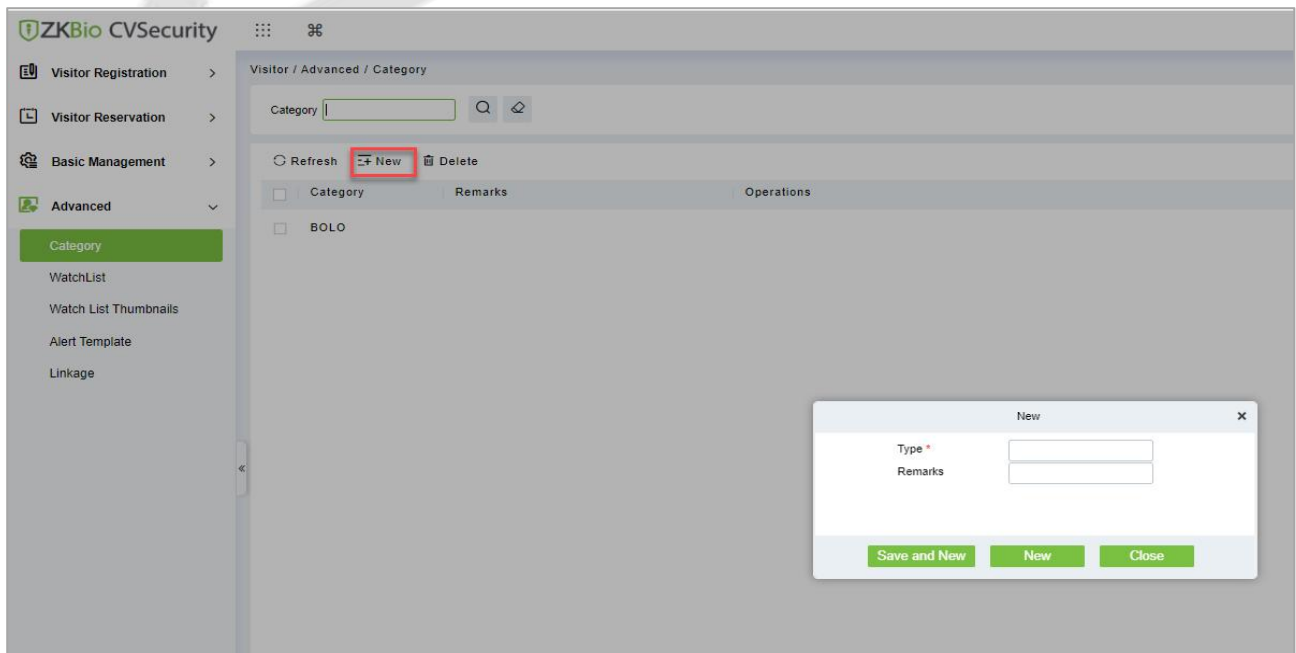 ZKBio CVSecurity
Visitor Registration
Visitor Reservation
Basic Management
Advanced
Category
WatchList
Watch List Thumbnails
Alert Template
Linkage
Visitor / Advanced / Category
Category
Refresh New Delete
Category Remarks Operations
BOLO
New
Type *
Remarks
Save and New New Close